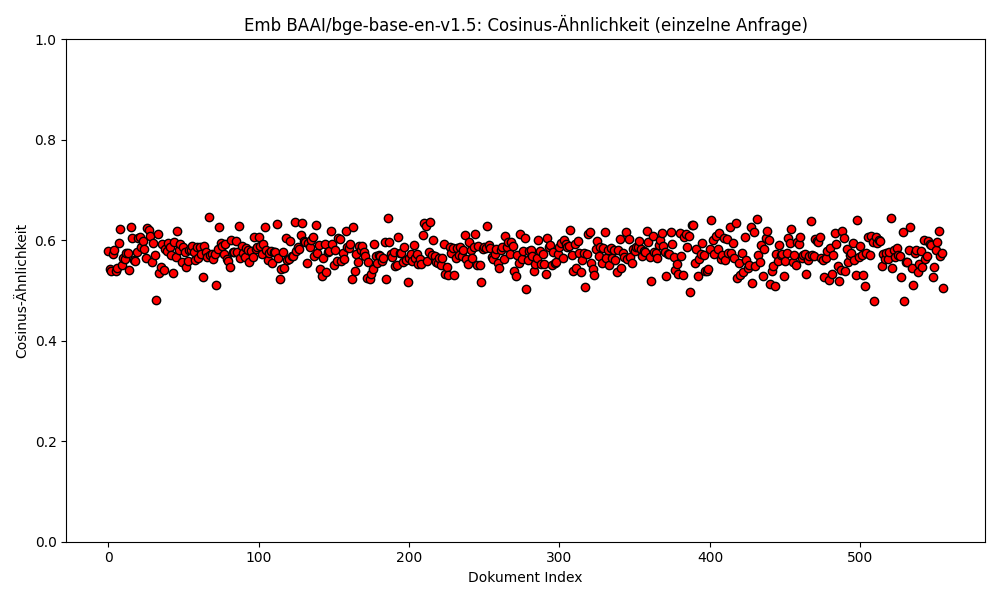 Emb BAAI/bge-base-en-v1.5: Cosinus-Ähnlichkeit (einzelne Anfrage)
Cosinus-Ähnlichkeit
1.0
0.8
0.6
0.4
0.2
0.0
0 100 200 300 400 500
Dokument Index